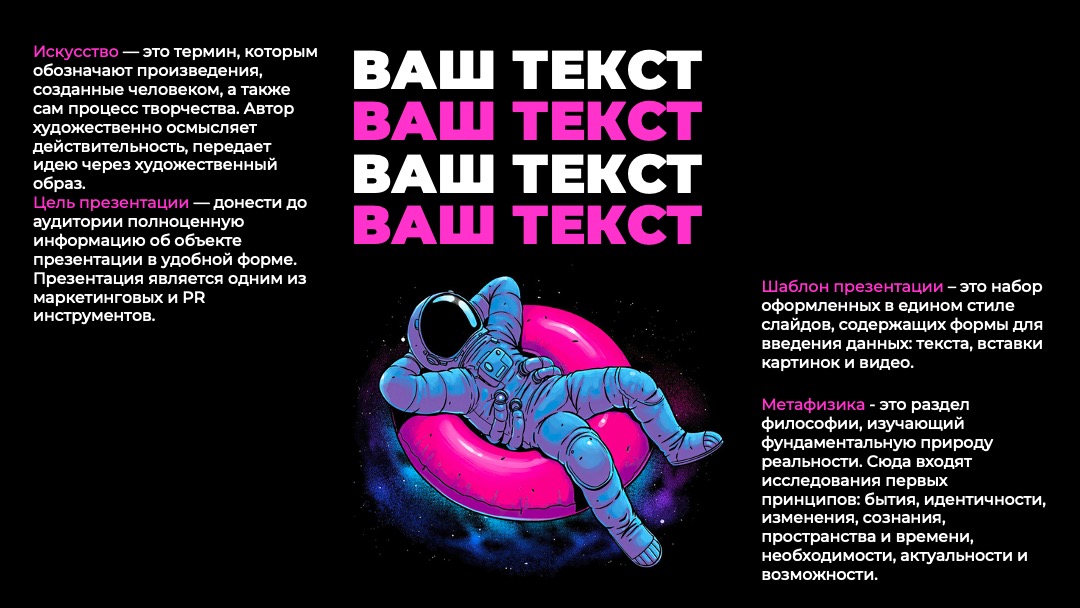 Искусство — это термин, которым
обозначают произведения,
созданные человеком, а также
сам процесс творчества. Автор
художественно осмысляет
действительность, передает
идею через художественный
образ.
Цель презентации — донести до
аудитории полноценную
информацию об объекте
презентации в удобной форме.
Презентация является одним из
маркетинговых и PR
инструментов.
ВАШ ТЕКСТ
ВАШ ТЕКСТ
ВАШ ТЕКСТ
ВАШ ТЕКСТ
Шаблон презентации – это набор
оформленных в едином стиле
слайдов, содержащих формы для
введения данных: текста, вставки
картинок и видео.
Метафизика - это раздел
философии, изучающий
фундаментальную природу
реальности. Сюда входят
исследования первых
принципов: бытия, идентичности,
изменения, сознания,
пространства и времени,
необходимости, актуальности и
возможности.